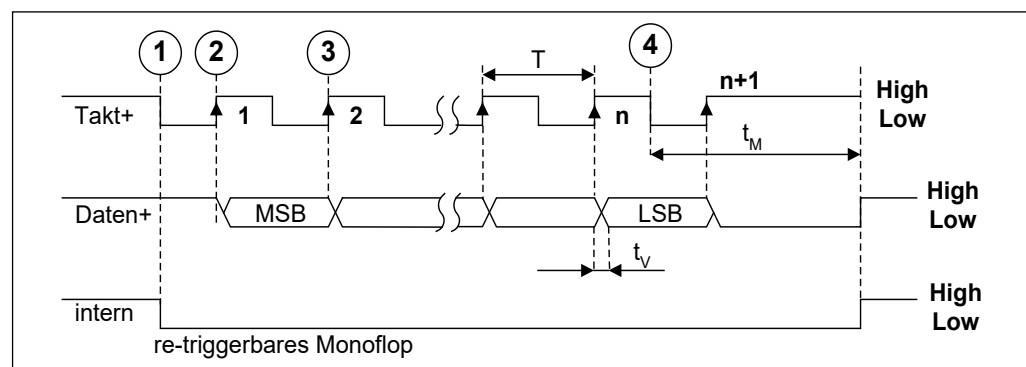 1 2 3 4
T
n+1
Takt+ 1 2 n High
Low
t_M
Daten+ MSB LSB High
Low
t_V
intern High
Low
re-triggerbares Monoflop